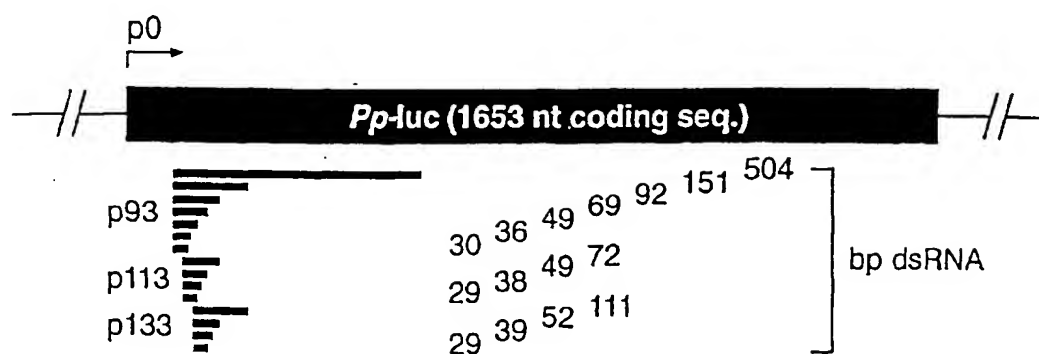 p0
Pp-luc (1653 nt coding seq.)
p93
30 36 49 69 92 151 504
p113
29 38 49 72
p133
29 39 52 111
bp dsRNA